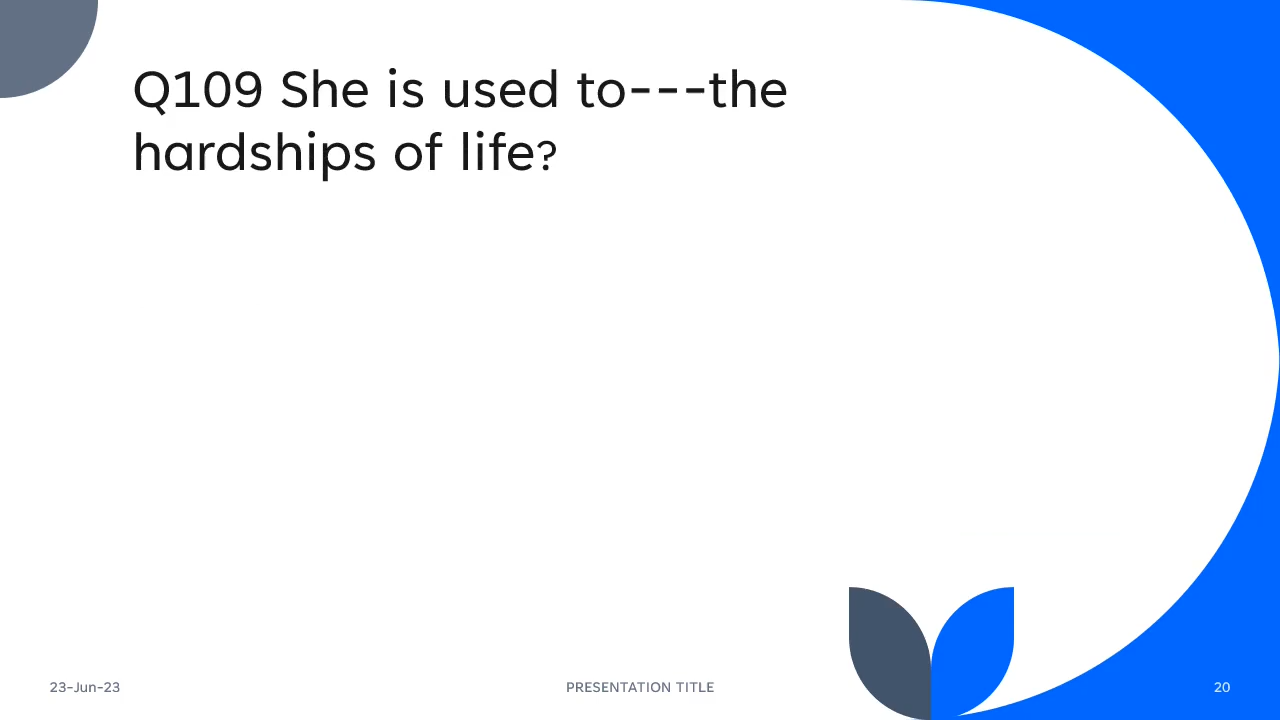 Q109 She is used to---the
hardships of life?
23-Jun-23
PRESENTATION TITLE
20